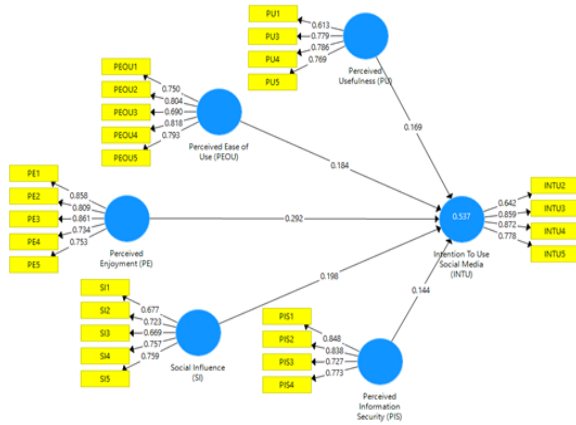 PU1
PU3
PU4
PU5
0.613
0.779
0.786
0.769
Perceived
Usefulness (PU)
PEOU1
PEOU2
PEOU3
PEOU4
PEOU5
0.750
0.804
0.690
0.818
0.793
Perceived Ease of
Use (PEOU)
0.169
0.184
PE1
PE2
PE3
PE4
PE5
0.858
0.809
0.861
0.734
0.753
Perceived
Enjoyment (PE)
0.292
0.537
Intention To Use
Social Media
(INTU)
0.642
0.859
0.872
0.778
INTU2
INTU3
INTU4
INTU5
0.198
0.144
SI1
SI2
SI3
SI4
SI5
0.677
0.723
0.669
0.757
0.759
Social Influence
(SI)
PIS1
PIS2
PIS3
PIS4
0.848
0.838
0.727
0.773
Perceived
Information
Security (PIS)